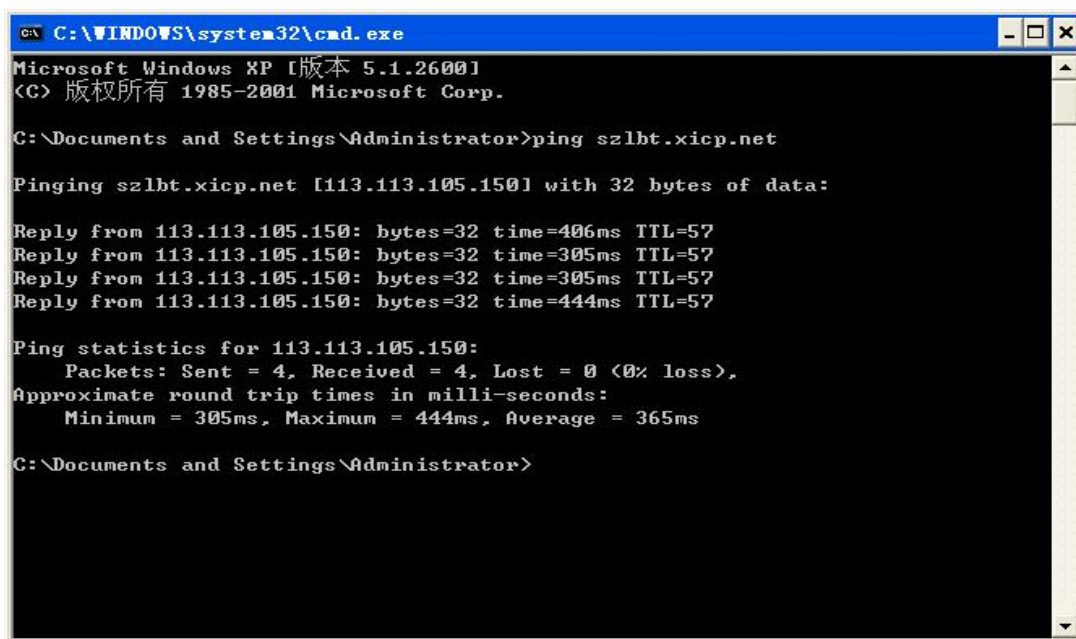 C:\WINDOWS\system32\cmd.exe
Microsoft Windows XP [版本 5.1.2600]
(C) 版权所有 1985-2001 Microsoft Corp.
C:\Documents and Settings\Administrator>ping szlbt.xicp.net
Pinging szlbt.xicp.net [113.113.105.150] with 32 bytes of data:
Reply from 113.113.105.150: bytes=32 time=406ms TTL=57
Reply from 113.113.105.150: bytes=32 time=305ms TTL=57
Reply from 113.113.105.150: bytes=32 time=305ms TTL=57
Reply from 113.113.105.150: bytes=32 time=444ms TTL=57
Ping statistics for 113.113.105.150:
    Packets: Sent = 4, Received = 4, Lost = 0 (0% loss),
Approximate round trip times in milli-seconds:
    Minimum = 305ms, Maximum = 444ms, Average = 365ms
C:\Documents and Settings\Administrator>